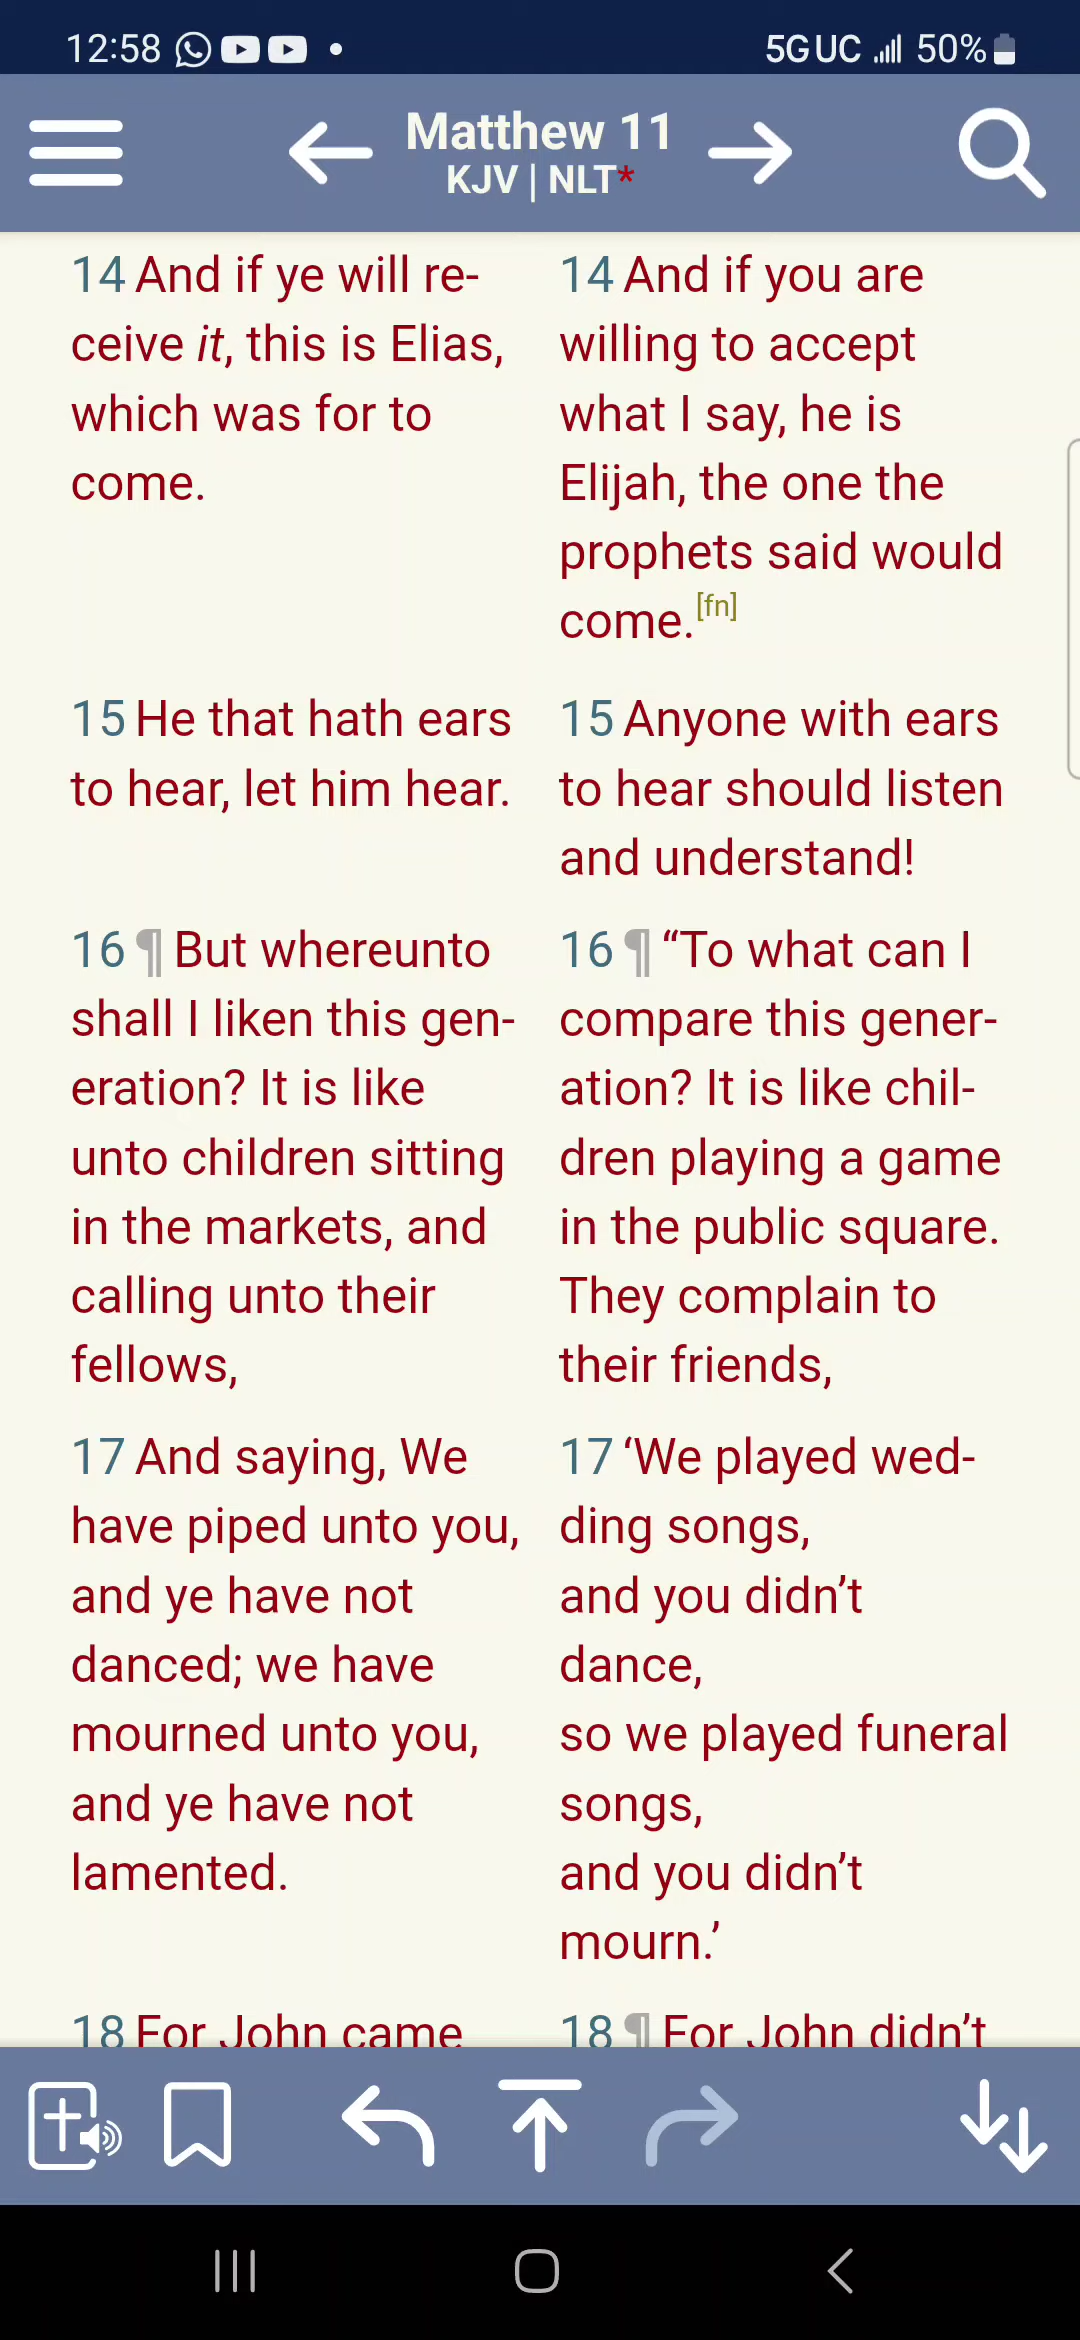 12:58
5G UC 50%
Matthew 11
KJV | NLT*
14 And if ye will re-
ceive it, this is Elias,
which was for to
come.
14 And if you are
willing to accept
what I say, he is
Elijah, the one the
prophets said would
come.[fn]
15 He that hath ears
to hear, let him hear.
15 Anyone with ears
to hear should listen
and understand!
16 ¶ But whereunto
shall I liken this gen-
eration? It is like
unto children sitting
in the markets, and
calling unto their
fellows,
16 ¶ “To what can I
compare this gener-
ation? It is like chil-
dren playing a game
in the public square.
They complain to
their friends,
17 And saying, We
have piped unto you,
and ye have not
danced; we have
mourned unto you,
and ye have not
lamented.
17 ‘We played wed-
ding songs,
and you didn’t
dance,
so we played funeral
songs,
and you didn’t
mourn.’
18 For John came
18 ¶ For John didn’t